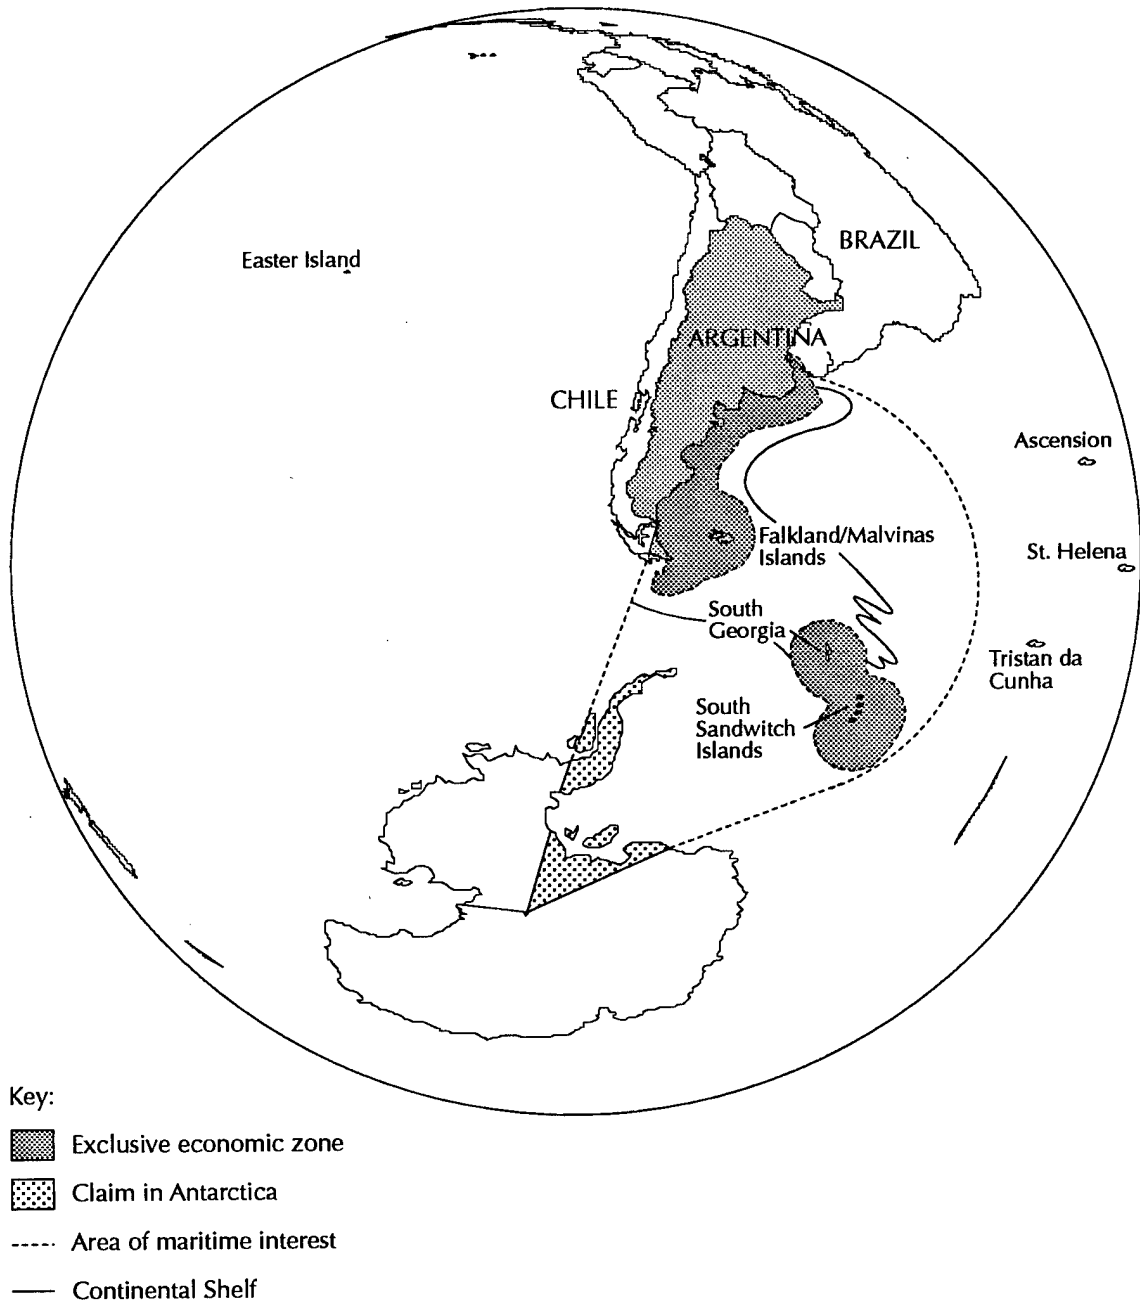 BRAZIL
Easter Island
ARGENTINA
CHILE
Ascension
Falkland/Malvinas
Islands
St. Helena
South
Georgia
Tristan da
Cunha
South
Sandwitch
Islands
Key:
Exclusive economic zone
Claim in Antarctica
Area of maritime interest
Continental Shelf